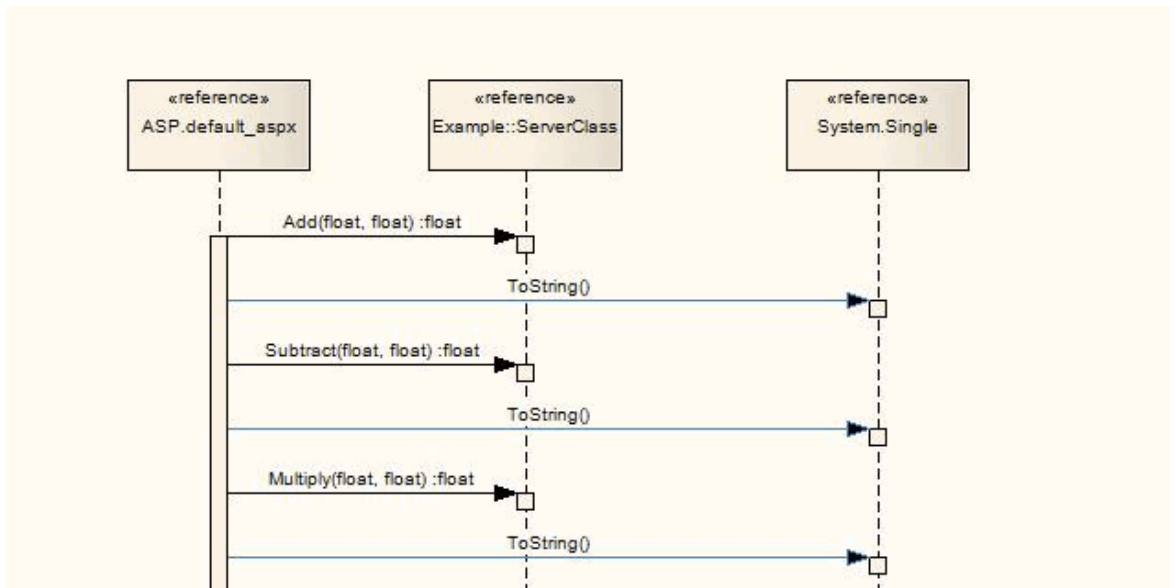 «reference»
ASP.default_aspx
«reference»
Example::ServerClass
«reference»
System.Single
Add(float, float) :float
ToString()
Subtract(float, float) :float
ToString()
Multiply(float, float) :float
ToString()